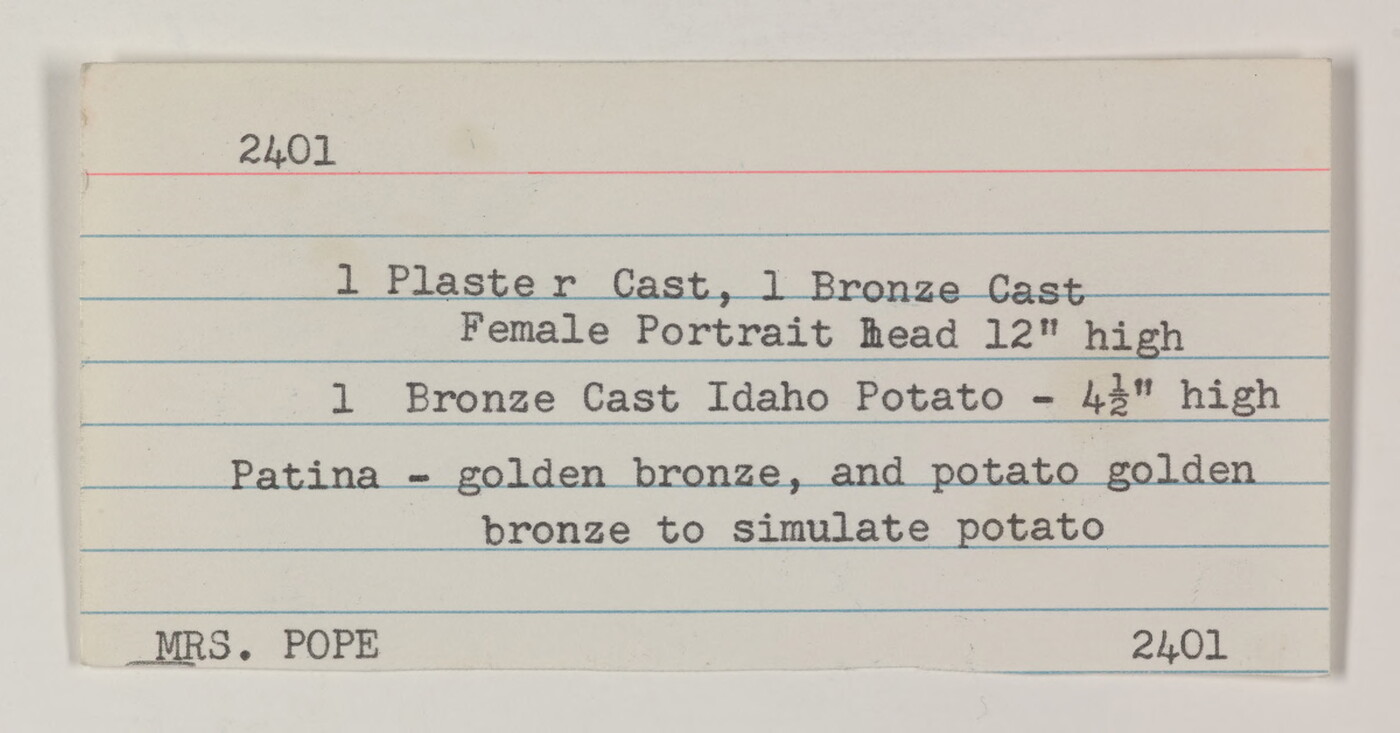 2401
1 Plaster Cast, 1 Bronze Cast
Female Portrait head 12" high
1 Bronze Cast Idaho Potato - 4½" high
Patina - golden bronze, and potato golden
bronze to simulate potato
MRS. POPE 2401